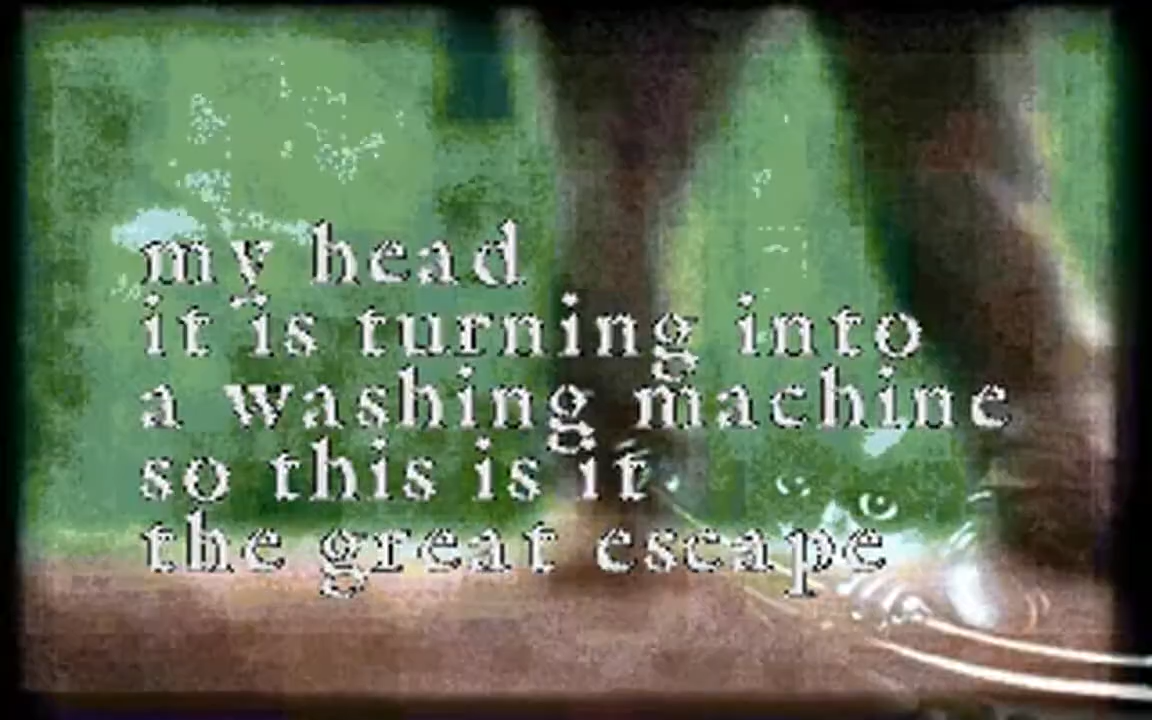 my head
it is turning into
a washing machine
so this is it
the great escape